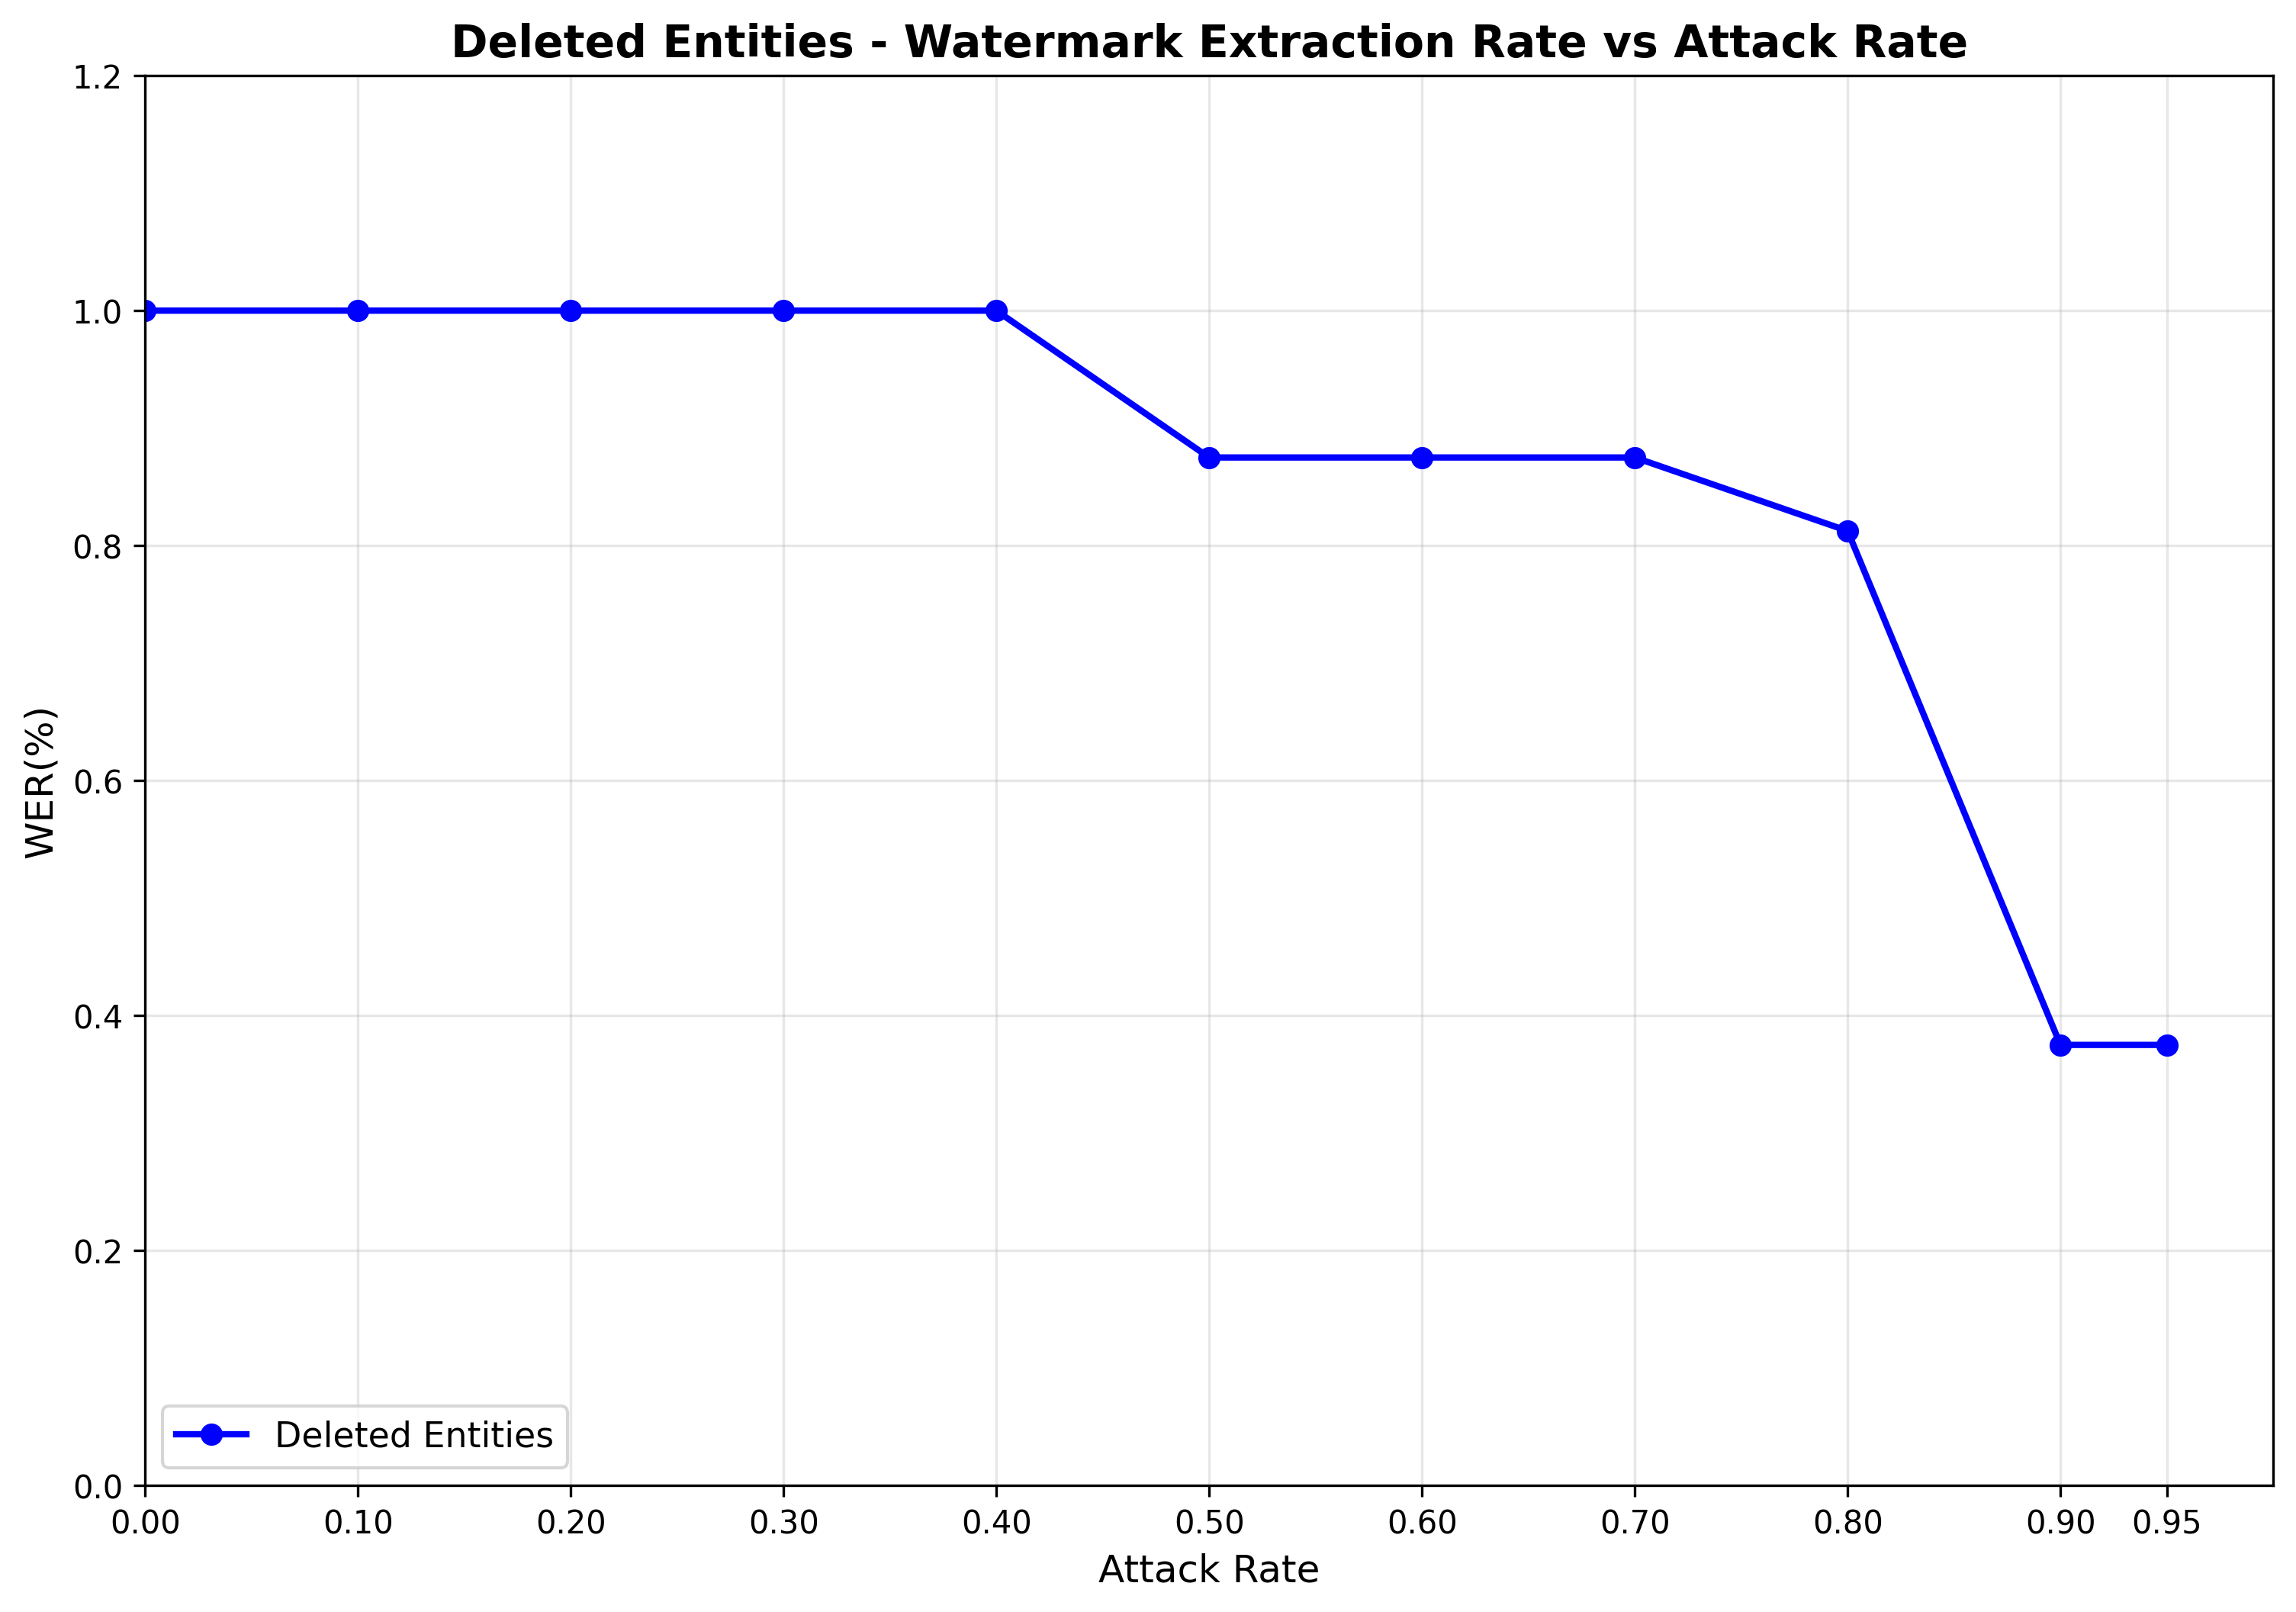 Deleted Entities - Watermark Extraction Rate vs Attack Rate
1.2
1.0
0.8
0.6
0.4
0.2
0.0
WER(%)
Deleted Entities
0.00 0.10 0.20 0.30 0.40 0.50 0.60 0.70 0.80 0.90 0.95
Attack Rate